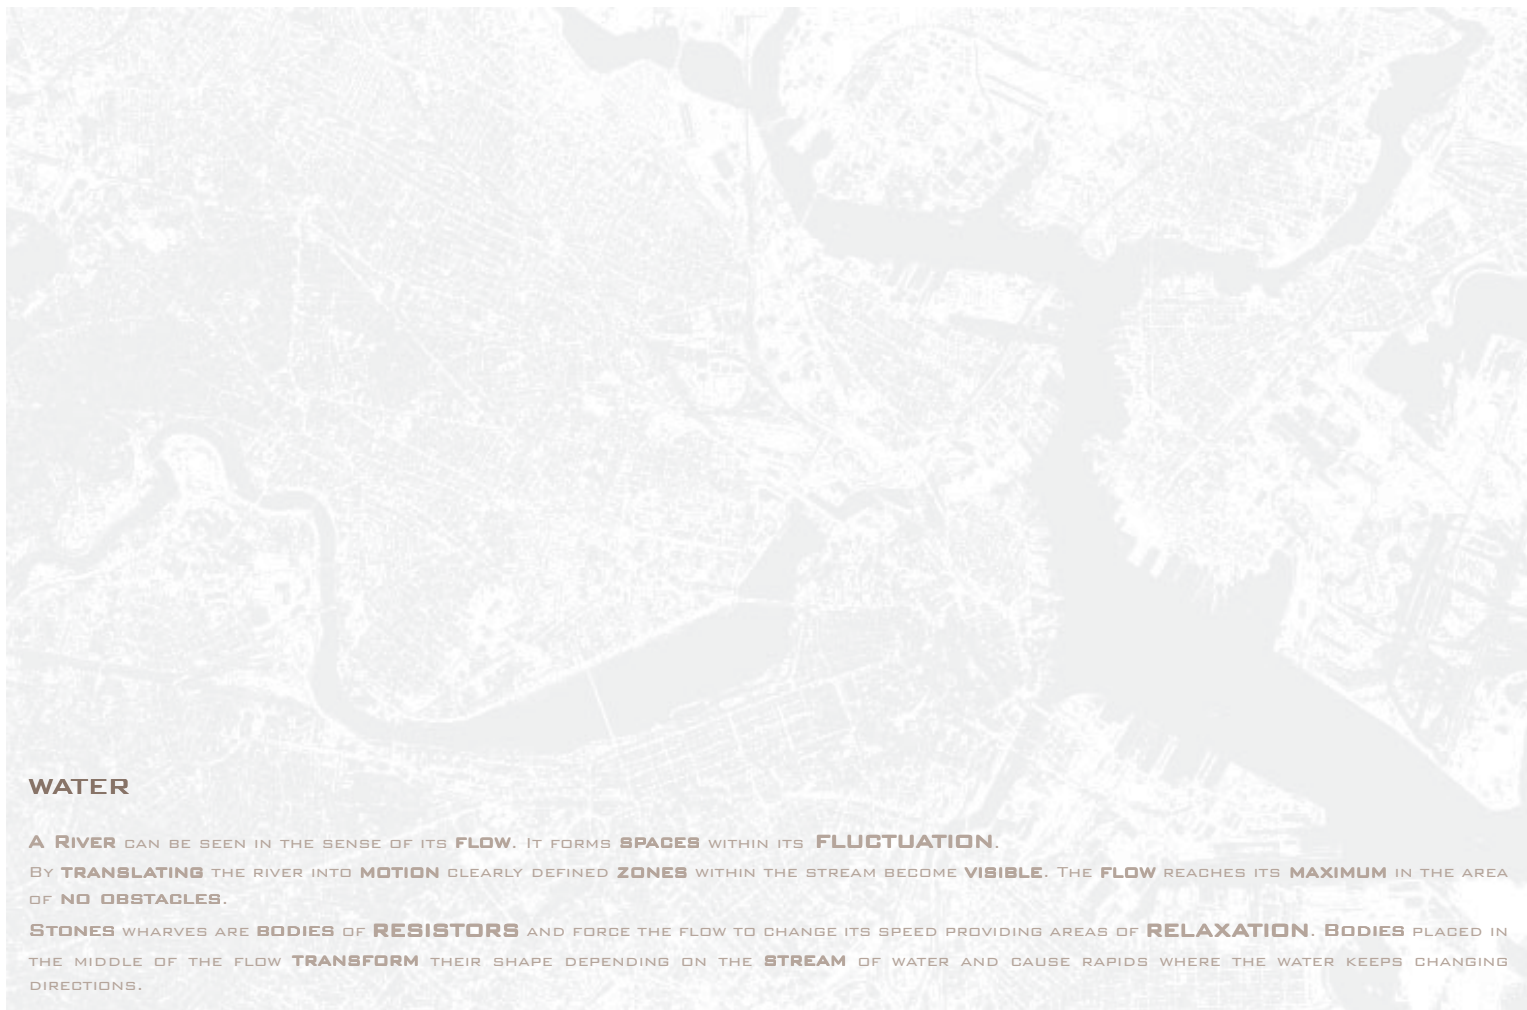 WATER
A River can be seen in the sense of its flow. It forms spaces within its FLUCTUATION.
By translating the river into motion clearly defined zones within the stream become visible. The flow reaches its maximum in the area
of no obstacles.
Stones wharves are bodies of RESISTORS and force the flow to change its speed providing areas of RELAXATION. Bodies placed in
the middle of the flow transform their shape depending on the stream of water and cause rapids where the water keeps changing
directions.